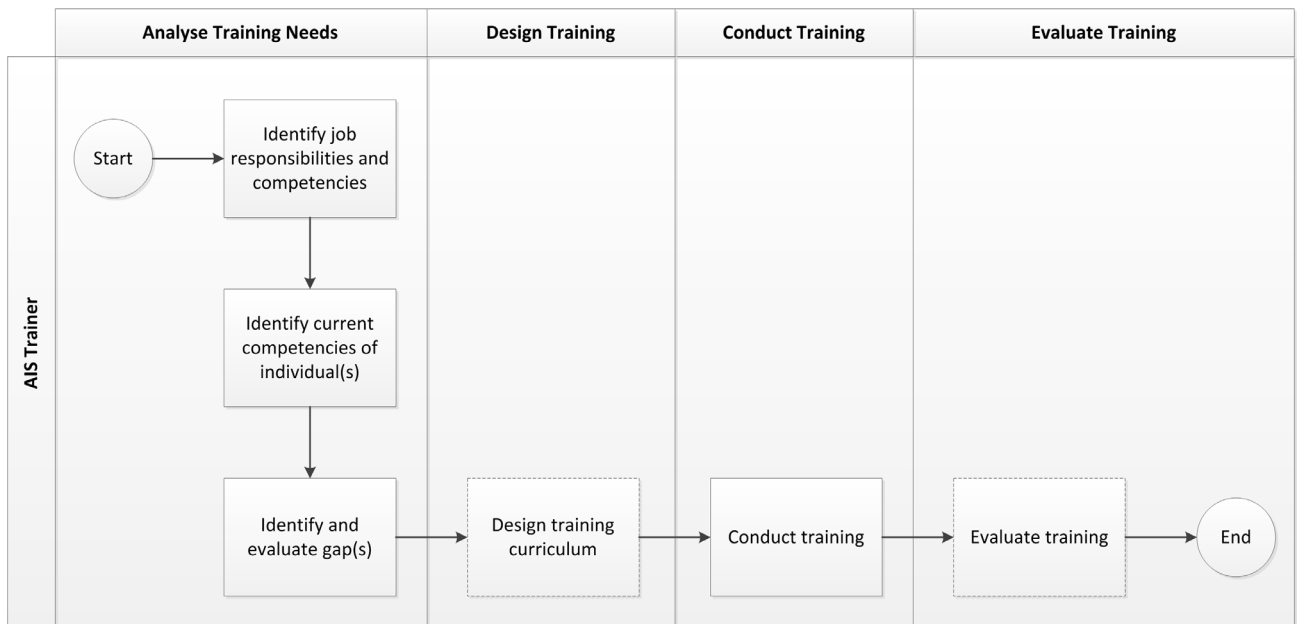 Analyse Training Needs
Design Training
Conduct Training
Evaluate Training
AIS Trainer
Start
Identify job
responsibilities and
competencies
Identify current
competencies of
individual(s)
Identify and
evaluate gap(s)
Design training
curriculum
Conduct training
Evaluate training
End